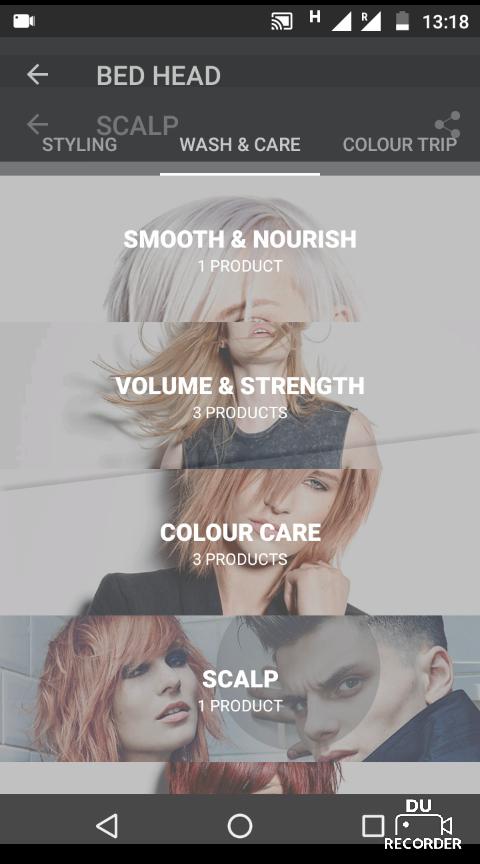 H R 13:18
BED HEAD
SCALP
STYLING WASH & CARE COLOUR TRIP
SMOOTH & NOURISH
1 PRODUCT
VOLUME & STRENGTH
3 PRODUCTS
COLOUR CARE
3 PRODUCTS
SCALP
1 PRODUCT
DU
RECORDER